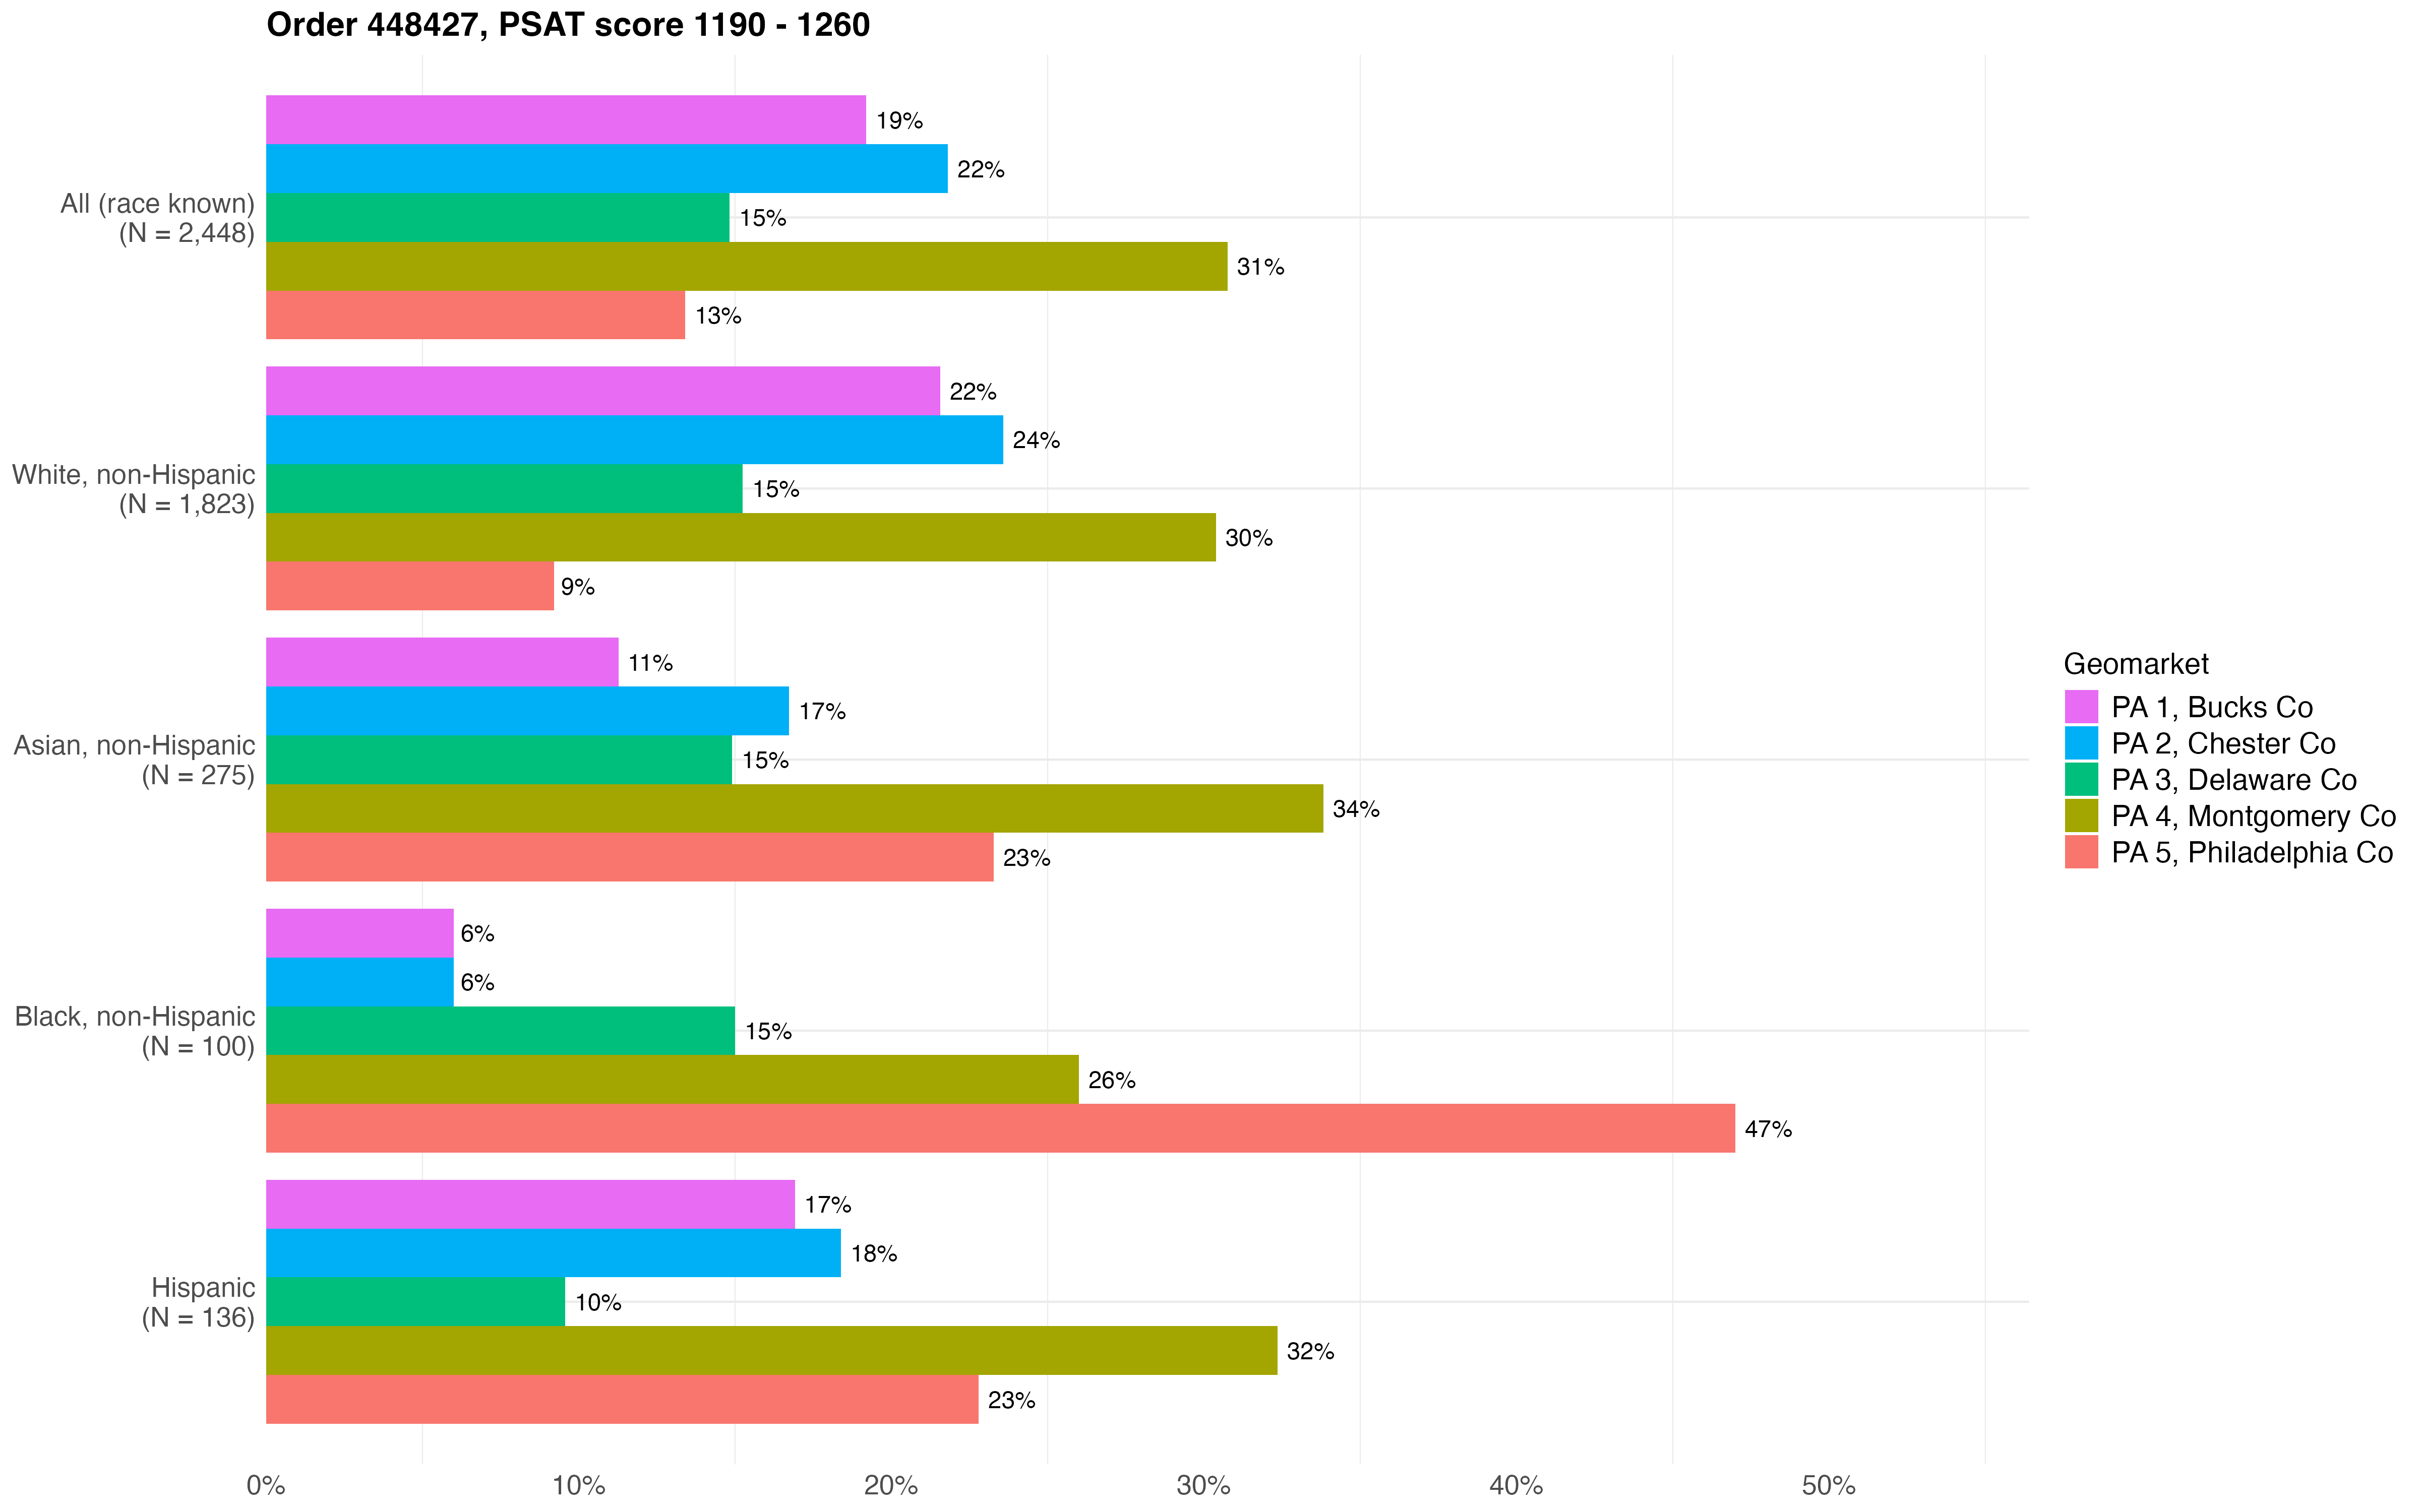 Order 448427, PSAT score 1190 - 1260
All (race known)
(N = 2,448)
19%
22%
15%
31%
13%
White, non-Hispanic
(N = 1,823)
22%
24%
15%
30%
9%
Asian, non-Hispanic
(N = 275)
11%
17%
15%
34%
23%
Black, non-Hispanic
(N = 100)
6%
6%
15%
26%
47%
Hispanic
(N = 136)
17%
18%
10%
32%
23%
0% 10% 20% 30% 40% 50%
Geomarket
PA 1, Bucks Co
PA 2, Chester Co
PA 3, Delaware Co
PA 4, Montgomery Co
PA 5, Philadelphia Co